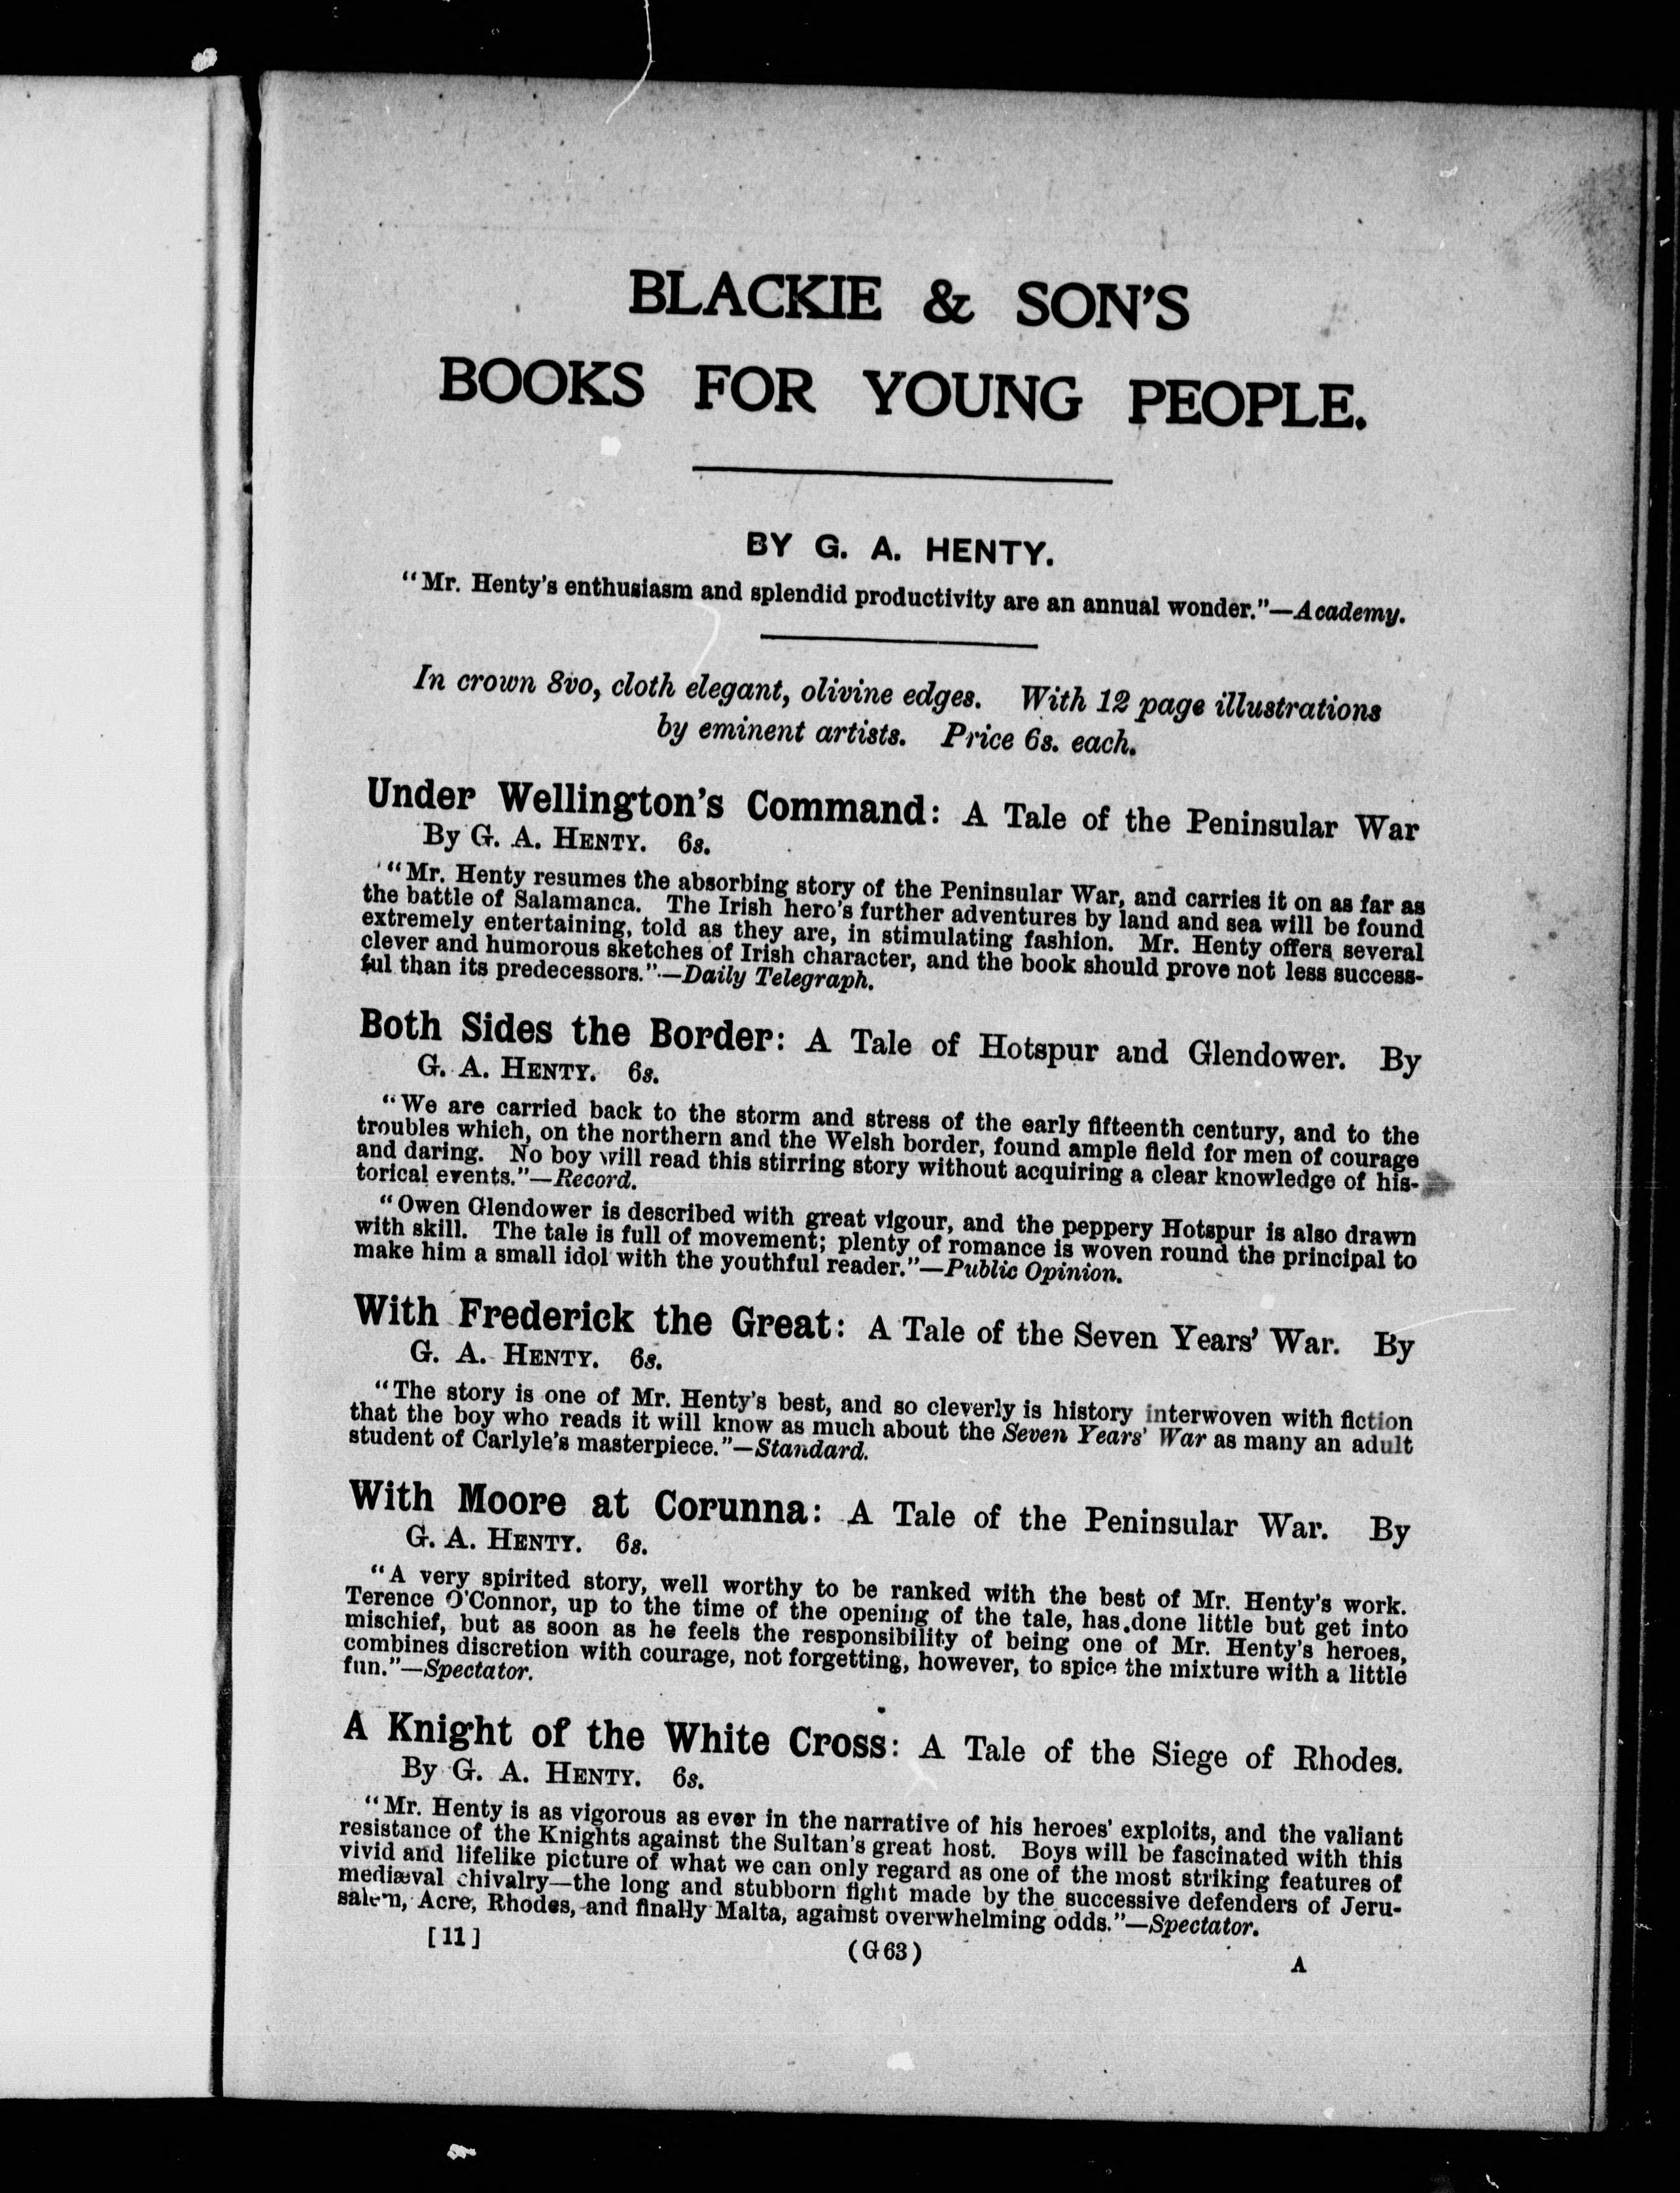 BLACKIE & SON'S
BOOKS FOR YOUNG PEOPLE.
BY G. A. HENTY.
"Mr. Henty's enthusiasm and splendid productivity are an annual wonder."—Academy.
In crown 8vo, cloth elegant, olivine edges. With 12 page illustrations
by eminent artists. Price 6s. each.
Under Wellington's Command: A Tale of the Peninsular War
By G. A. HENTY. 6s.
"Mr. Henty resumes the absorbing story of the Peninsular War, and carries it on as far as
the battle of Salamanca. The Irish hero's further adventures by land and sea will be found
extremely entertaining, told as they are, in stimulating fashion. Mr. Henty offers several
clever and humorous sketches of Irish character, and the book should prove not less success-
ful than its predecessors."—Daily Telegraph.
Both Sides the Border: A Tale of Hotspur and Glendower. By
G. A. HENTY. 6s.
"We are carried back to the storm and stress of the early fifteenth century, and to the
troubles which, on the northern and the Welsh border, found ample field for men of courage
and daring. No boy will read this stirring story without acquiring a clear knowledge of his-
torical events."—Record.
"Owen Glendower is described with great vigour, and the peppery Hotspur is also drawn
with skill. The tale is full of movement; plenty of romance is woven round the principal to
make him a small idol with the youthful reader."—Public Opinion.
With Frederick the Great: A Tale of the Seven Years' War. By
G. A. HENTY. 6s.
"The story is one of Mr. Henty's best, and so cleverly is history interwoven with fiction
that the boy who reads it will know as much about the Seven Years' War as many an adult
student of Carlyle's masterpiece."—Standard.
With Moore at Corunna: A Tale of the Peninsular War. By
G. A. HENTY. 6s.
"A very spirited story, well worthy to be ranked with the best of Mr. Henty's work.
Terence O'Connor, up to the time of the opening of the tale, has done little but get into
mischief, but as soon as he feels the responsibility of being one of Mr. Henty's heroes,
combines discretion with courage, not forgetting, however, to spice the mixture with a little
fun."—Spectator.
A Knight of the White Cross: A Tale of the Siege of Rhodes.
By G. A. HENTY. 6s.
"Mr. Henty is as vigorous as ever in the narrative of his heroes' exploits, and the valiant
resistance of the Knights against the Sultan's great host. Boys will be fascinated with this
vivid and lifelike picture of what we can only regard as one of the most striking features of
mediæval chivalry—the long and stubborn fight made by the successive defenders of Jeru-
salem, Acre, Rhodes, and finally Malta, against overwhelming odds."—Spectator.
[11]
(G 63)
A